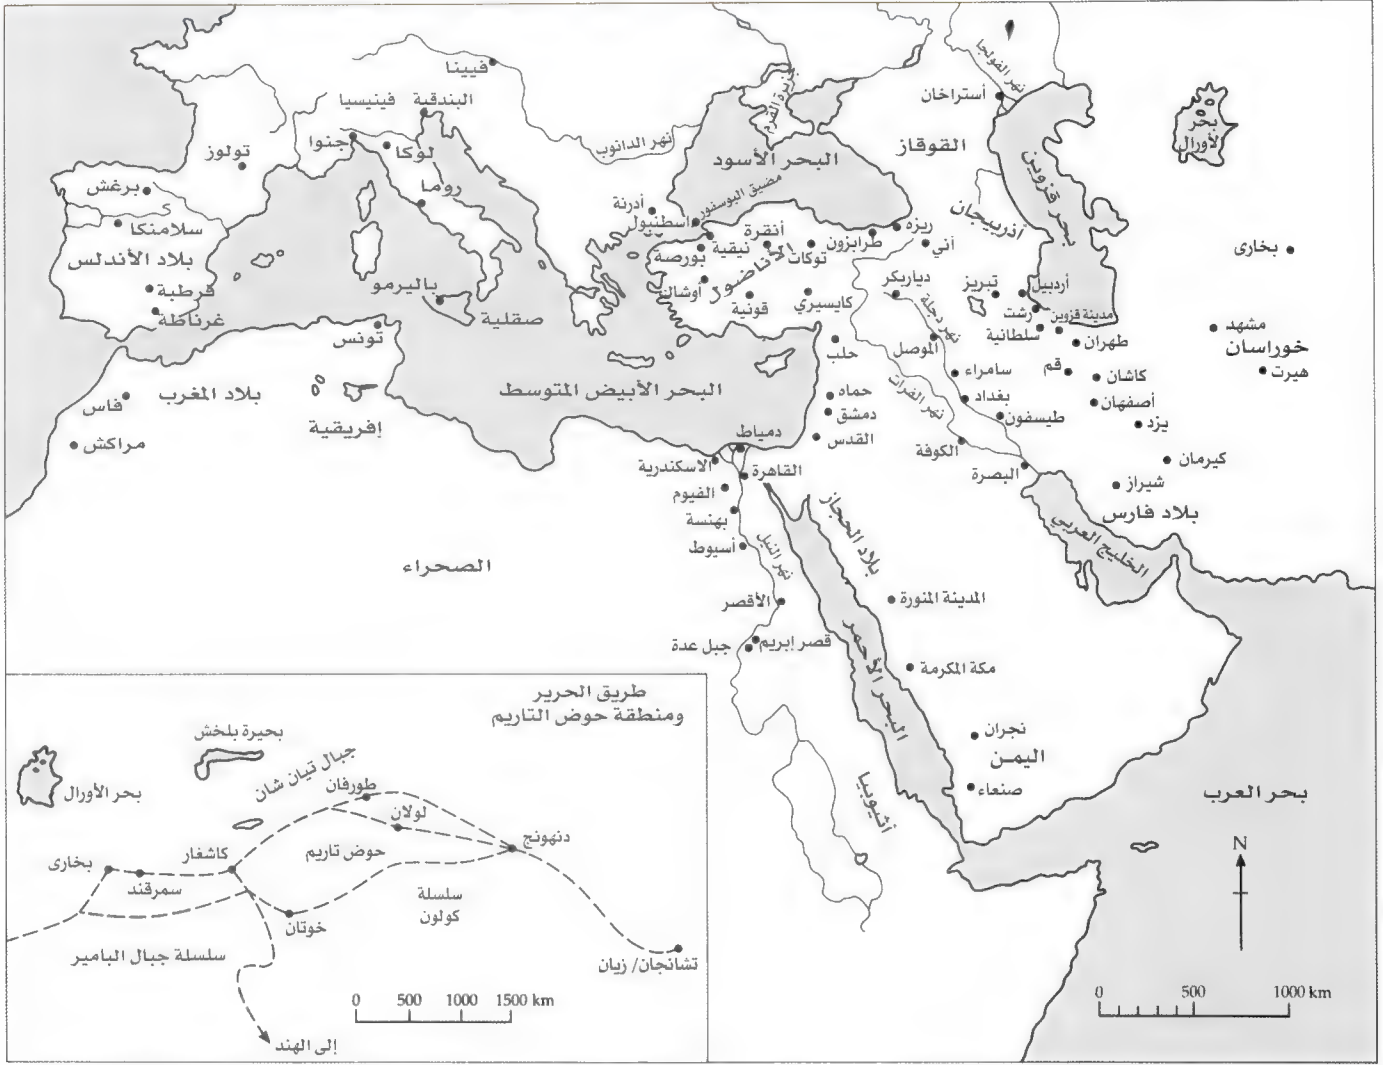 فيينا
البندقية
فينيسيا
جنوا
لوكا
روما
تولوز
برغش
سلامنكا
بلاد الأندلس
قرطبة
غرناطة
باليرمو
صقلية
تونس
نهر الدانوب
جزيرة القرم
البحر الأسود
مضيق البوسفور
أدرنة
اسطنبول
نيقية
بورصة
أنقرة
الأناضول
توكات
طرابزون
ريزه
أني
أوشاك
قونية
كايسيري
ديار بكر
نهر الفولجا
أستراخان
القوقاز
بحر قزوين
أذربيجان
بحر لأورال
بخارى
تبريز
أردبيل
رشت
مدينة قزوين
سلطانية
طهران
مشهد
خوراسان
هيرت
قم
كاشان
أصفهان
يزد
كيرمان
شيراز
بلاد فارس
الخليج العربي
نهر دجلة
الموصل
سامراء
بغداد
طيسفون
نهر الفرات
الكوفة
البصرة
حلب
حماه
دمشق
القدس
البحر الأبيض المتوسط
بلاد المغرب
فاس
مراكش
إفريقية
دمياط
الاسكندرية
القاهرة
الفيوم
بهنسة
أسيوط
نهر النيل
الأقصر
قصر إبريم
جبل عدة
الصحراء
بلاد الحجاز
المدينة المنورة
البحر الأحمر
مكة المكرمة
نجران
اليمن
صنعاء
أثيوبيا
بحر العرب
N
0 500 1000 km
طريق الحرير
ومنطقة حوض التاريم
بحيرة بلخش
جبال تيان شان
بحر الأورال
طورفان
لولان
دنهونج
كاشغار
حوض تاريم
بخارى
سمرقند
سلسلة
كولون
خوتان
سلسلة جبال البامير
تشانجان/ زيان
0 500 1000 1500 km
إلى الهند